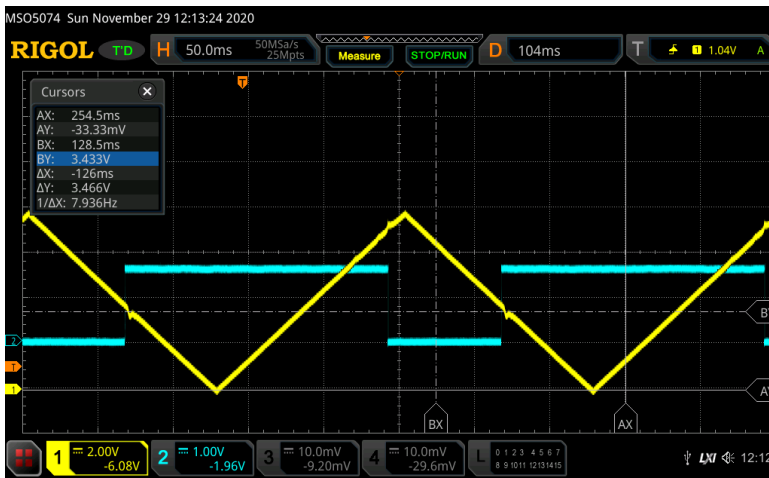 MSO5074 Sun November 29 12:13:24 2020
RIGOL T'D H 50.0ms 50MSa/s 25Mpts Measure STOP/RUN D 104ms T 1 1.04V A
T
Cursors
AX: 254.5ms
AY: -33.33mV
BX: 128.5ms
BY: 3.433V
ΔX: -126ms
ΔY: 3.466V
1/ΔX: 7.936Hz
B
2
T
1
A
BX AX
1 2.00V -6.08V 2 1.00V -1.96V 3 10.0mV -9.20mV 4 10.0mV -29.6mV L 0 1 2 3 4 5 6 7 8 9 10 11 12 13 14 15 LXI 12:12